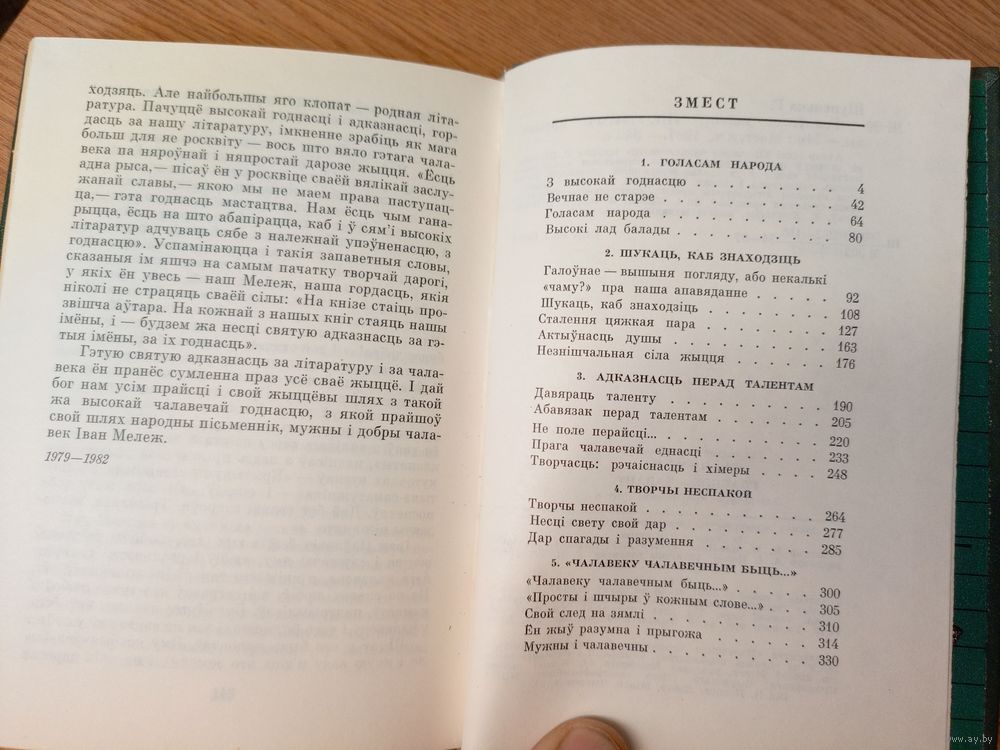 ходзяць. Але найбольшы яго клопат — родная літа-
ратура. Пачуццё высокай годнасці і адказнасці, гор-
дасць за нашу літаратуру, імкненне зрабіць як мага
больш для яе росквіту — вось што вяло гэтага чала-
века па няроўнай і няпростай дарозе жыцця. «Ёсць
адна рыса,— пісаў ён у росквіце сваёй вялікай заслу-
жанай славы,— якою мы не маем права паступац-
ца,— гэта годнасць мастацтва. Нам ёсць чым гана-
рыцца, ёсць на што абапірацца, каб і ў сям’і высокіх
літаратур адчуваць сябе з належнай упэўненасцю, з
годнасцю». Успамінаюцца і такія запаветныя словы,
сказаныя ім яшчэ на самым пачатку творчай дарогі,
у якіх ён увесь — наш Мележ, наша гордасць, якія
ніколі не страцяць сваёй сілы: «На кнізе стаіць про-
звішча аўтара. На кожнай з нашых кніг стаяць нашы
імёны, і — будзем жа несці святую адказнасць за гэ-
тыя імёны, за іх годнасць».
Гэтую святую адказнасць за літаратуру і за чала-
века ён пранёс сумленна праз усё сваё жыццё. І дай
бог нам усім прайсці і свой жыццёвы шлях з такой
жа высокай чалавечай годнасцю, з якой прайшоў
свой шлях народны пісьменнік, мужны і добры чала-
век Іван Мележ.
1979—1982
ЗМЕСТ
1. ГОЛАСАМ НАРОДА
З высокай годнасцю . . . . . . . . . 4
Вечнае не старэе . . . . . . . . . . 42
Голасам народа . . . . . . . . . . 64
Высокі лад балады . . . . . . . . . 80
2. ШУКАЦЬ, КАБ ЗНАХОДЗІЦЬ
Галоўнае — вышыня погляду, або некалькі
«чаму?» пра наша апавяданне . . . . . 92
Шукаць, каб знаходзіць . . . . . . . 108
Сталення цяжкая пара . . . . . . . 127
Актыўнасць душы . . . . . . . . . 163
Незнішчальная сіла жыцця . . . . . . 176
3. АДКАЗНАСЦЬ ПЕРАД ТАЛЕНТАМ
Давяраць таленту . . . . . . . . . 190
Абавязак перад талентам . . . . . . . 205
Не поле перайсці... . . . . . . . . . 220
Прага чалавечай еднасці . . . . . . . 233
Творчасць: рэчаіснасць і хімеры . . . . . 248
4. ТВОРЧЫ НЕСПАКОЙ
Творчы неспакой . . . . . . . . . . 264
Несці свету свой дар . . . . . . . . 277
Дар спагады і разумення . . . . . . . 285
5. «ЧАЛАВЕКУ ЧАЛАВЕЧНЫМ БЫЦЬ...»
«Чалавеку чалавечным быць...» . . . . . 300
«Просты і шчыры ў кожным слове...» . . . 305
Свой след на зямлі . . . . . . . . . 310
Ён жыў разумна і прыгожа . . . . . . 314
Мужны і чалавечны . . . . . . . . . 330
www.ay.by